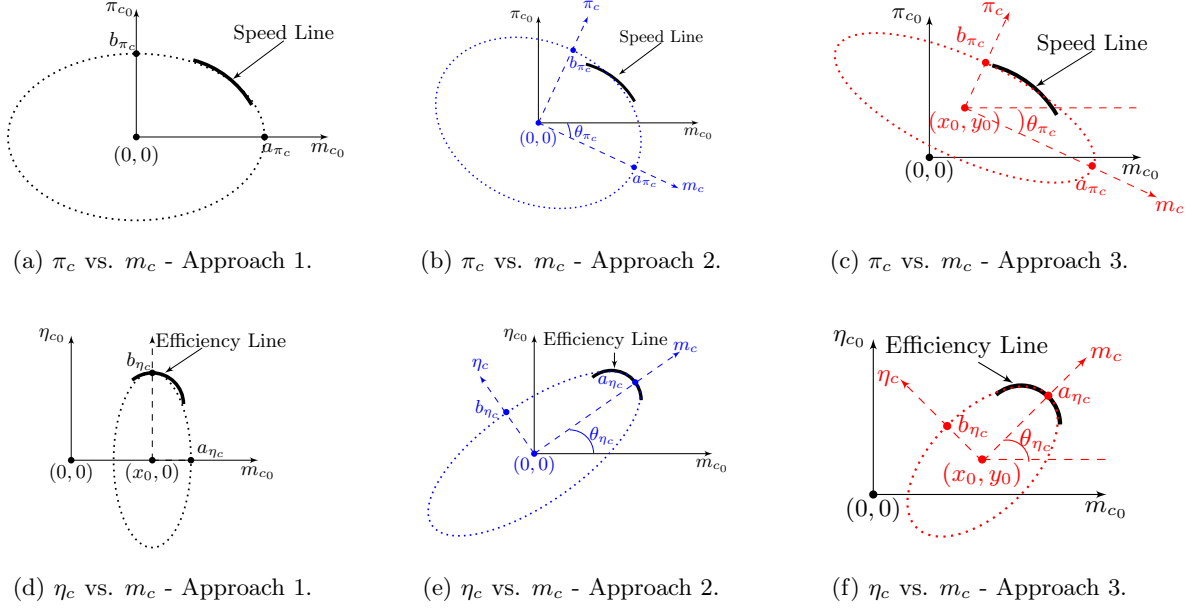 π_{c_0}
b_{π_c}
Speed Line
(0, 0)
a_{π_c}
m_{c_0}
(a) π_c vs. m_c - Approach 1.
π_{c_0}
π_c
b_{π_c}
Speed Line
(0, 0)
θ_{π_c}
m_{c_0}
a_{π_c}
m_c
(b) π_c vs. m_c - Approach 2.
π_{c_0}
π_c
b_{π_c}
Speed Line
(x_0, y_0)
θ_{π_c}
(0, 0)
m_{c_0}
a_{π_c}
m_c
(c) π_c vs. m_c - Approach 3.
η_{c_0}
Efficiency Line
b_{η_c}
a_{η_c}
(0, 0)
(x_0, 0)
m_{c_0}
(d) η_c vs. m_c - Approach 1.
η_{c_0}
Efficiency Line
m_c
η_c
a_{η_c}
b_{η_c}
θ_{η_c}
(0, 0)
m_{c_0}
(e) η_c vs. m_c - Approach 2.
η_{c_0}
Efficiency Line
m_c
η_c
a_{η_c}
b_{η_c}
θ_{η_c}
(x_0, y_0)
(0, 0)
m_{c_0}
(f) η_c vs. m_c - Approach 3.